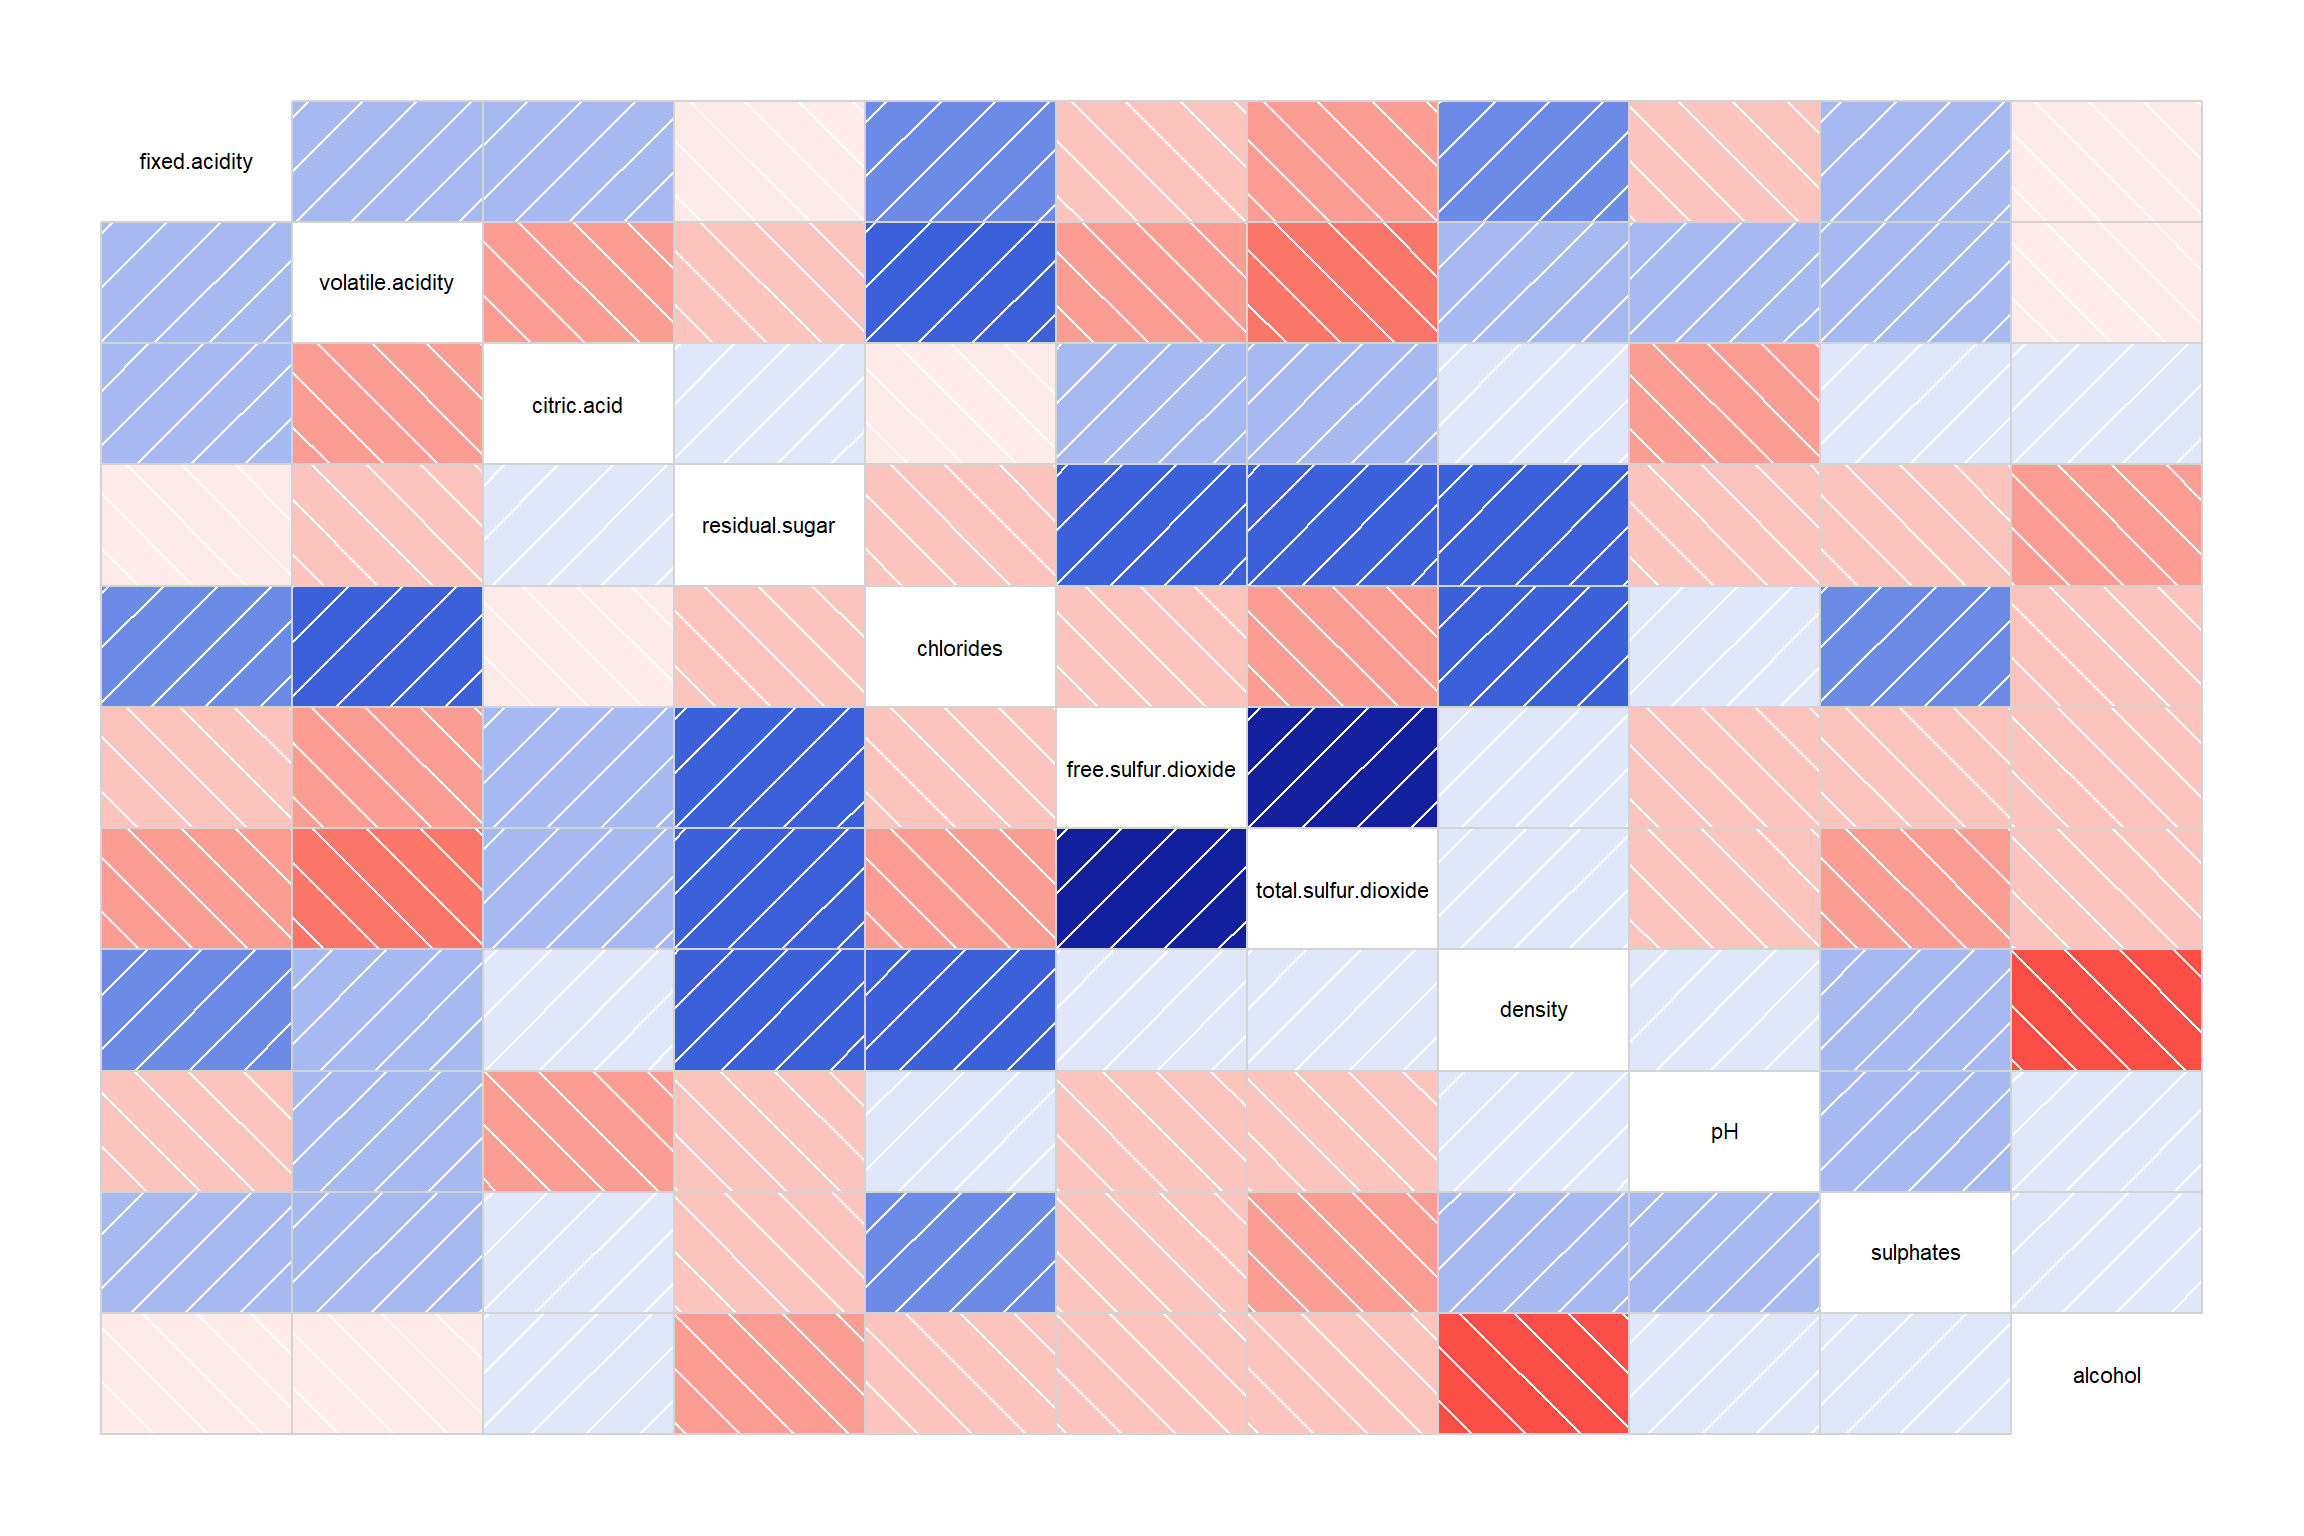 fixed.acidity
volatile.acidity
citric.acid
residual.sugar
chlorides
free.sulfur.dioxide
total.sulfur.dioxide
density
pH
sulphates
alcohol